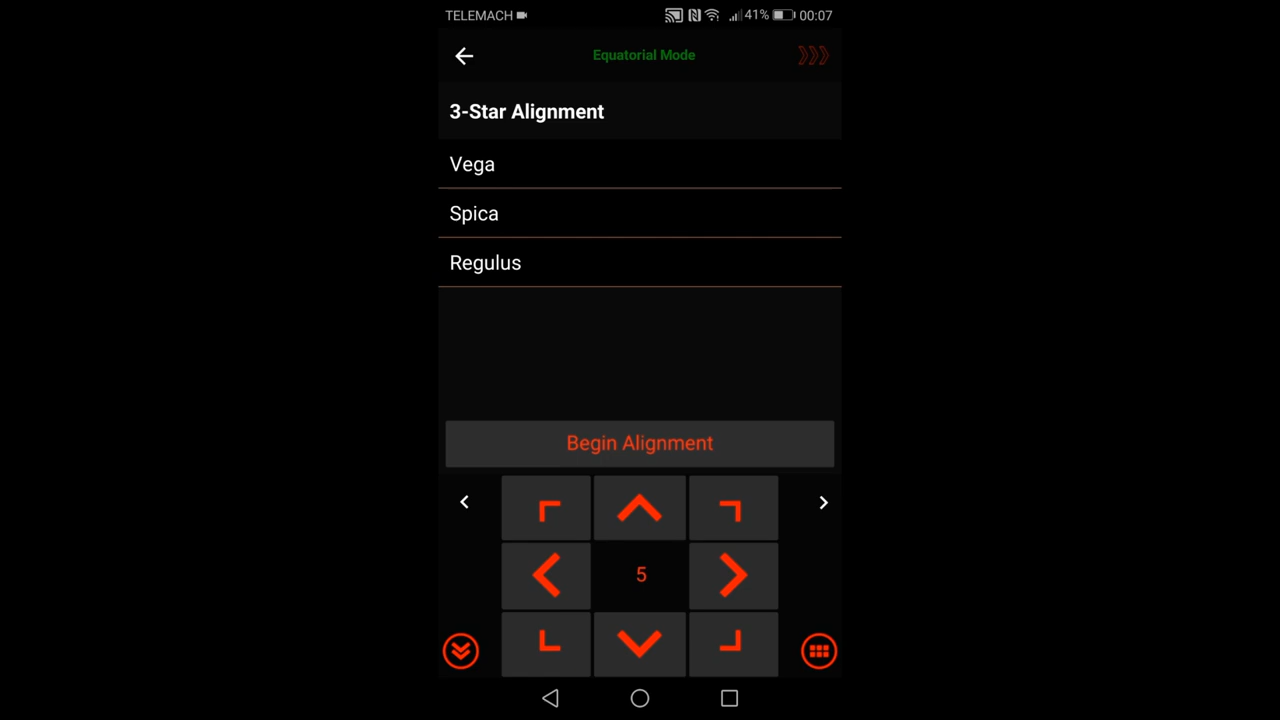 TELEMACH 41% 00:07
Equatorial Mode
3-Star Alignment
Vega
Spica
Regulus
Begin Alignment
5